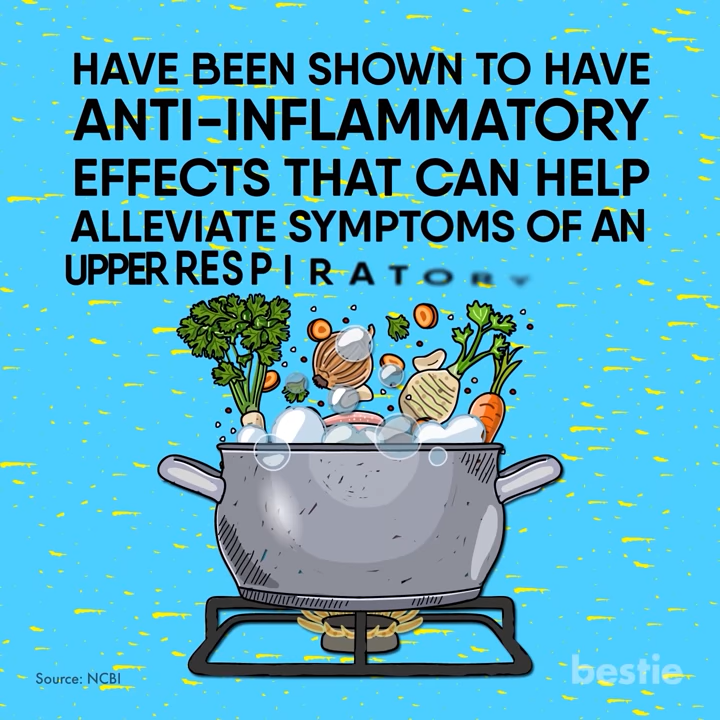 HAVE BEEN SHOWN TO HAVE
ANTI-INFLAMMATORY
EFFECTS THAT CAN HELP
ALLEVIATE SYMPTOMS OF AN
UPPER RESPIRATORY
Source: NCBI
bestie